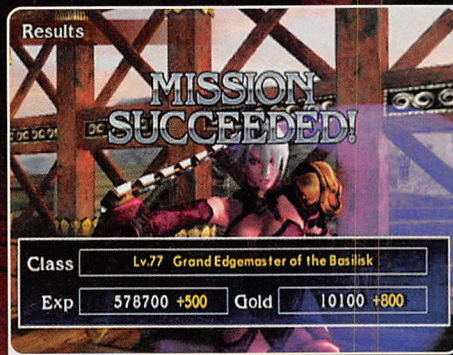 Results
MISSION
SUCCEEDED!
Class Lv.77 Grand Edgemaster of the Basilisk
Exp 578700 +500 Gold 10100 +800